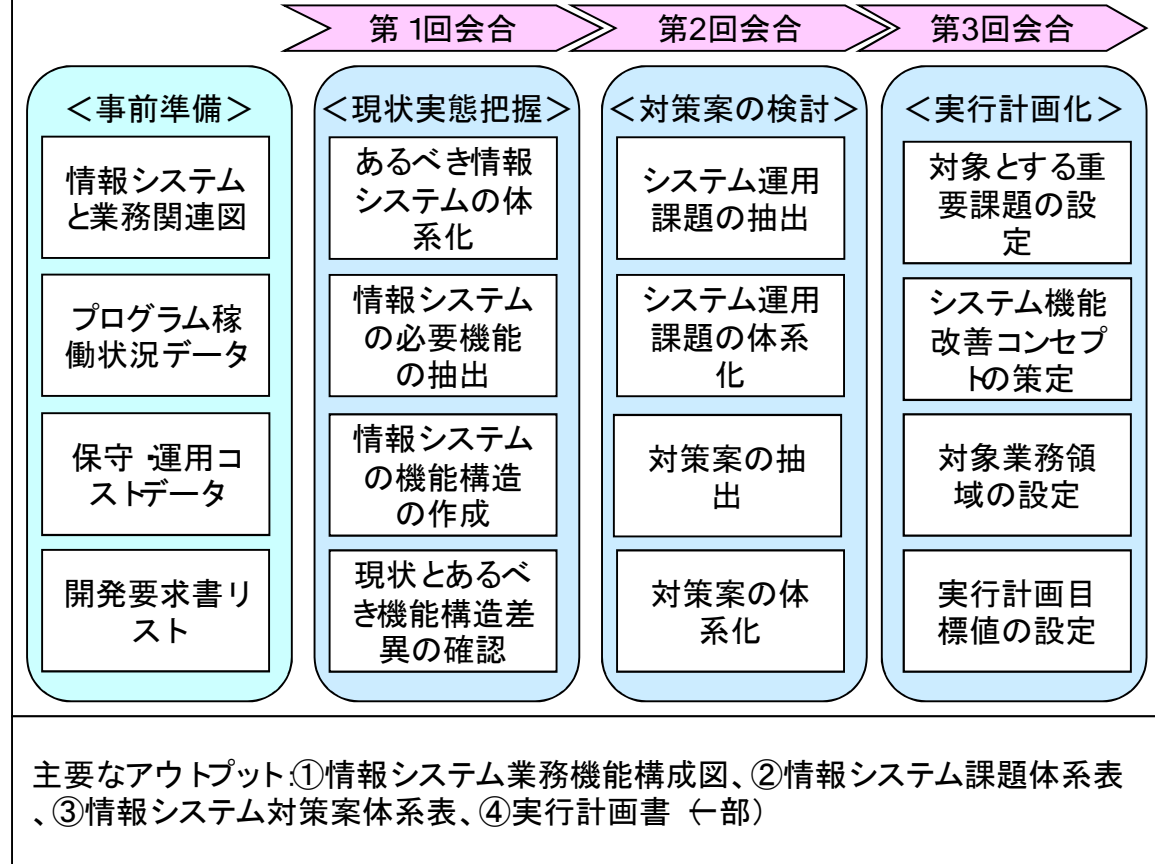 第 1回会合
第2回会合
第3回会合
＜事前準備＞
情報システム
と業務関連図
プログラム稼
働状況データ
保守・運用コ
ストデータ
開発要求書リ
スト
＜現状実態把握＞
あるべき情報
システムの体
系化
情報システム
の必要機能
の抽出
情報システム
の機能構造
の作成
現状とあるべ
き機能構造差
異の確認
＜対策案の検討＞
システム運用
課題の抽出
システム運用
課題の体系
化
対策案の抽
出
対策案の体
系化
＜実行計画化＞
対象とする重
要課題の設
定
システム機能
改善コンセプ
トの策定
対象業務領
域の設定
実行計画目
標値の設定
主要なアウトプット:①情報システム業務機能構成図、②情報システム課題体系表
、③情報システム対策案体系表、④実行計画書（一部）